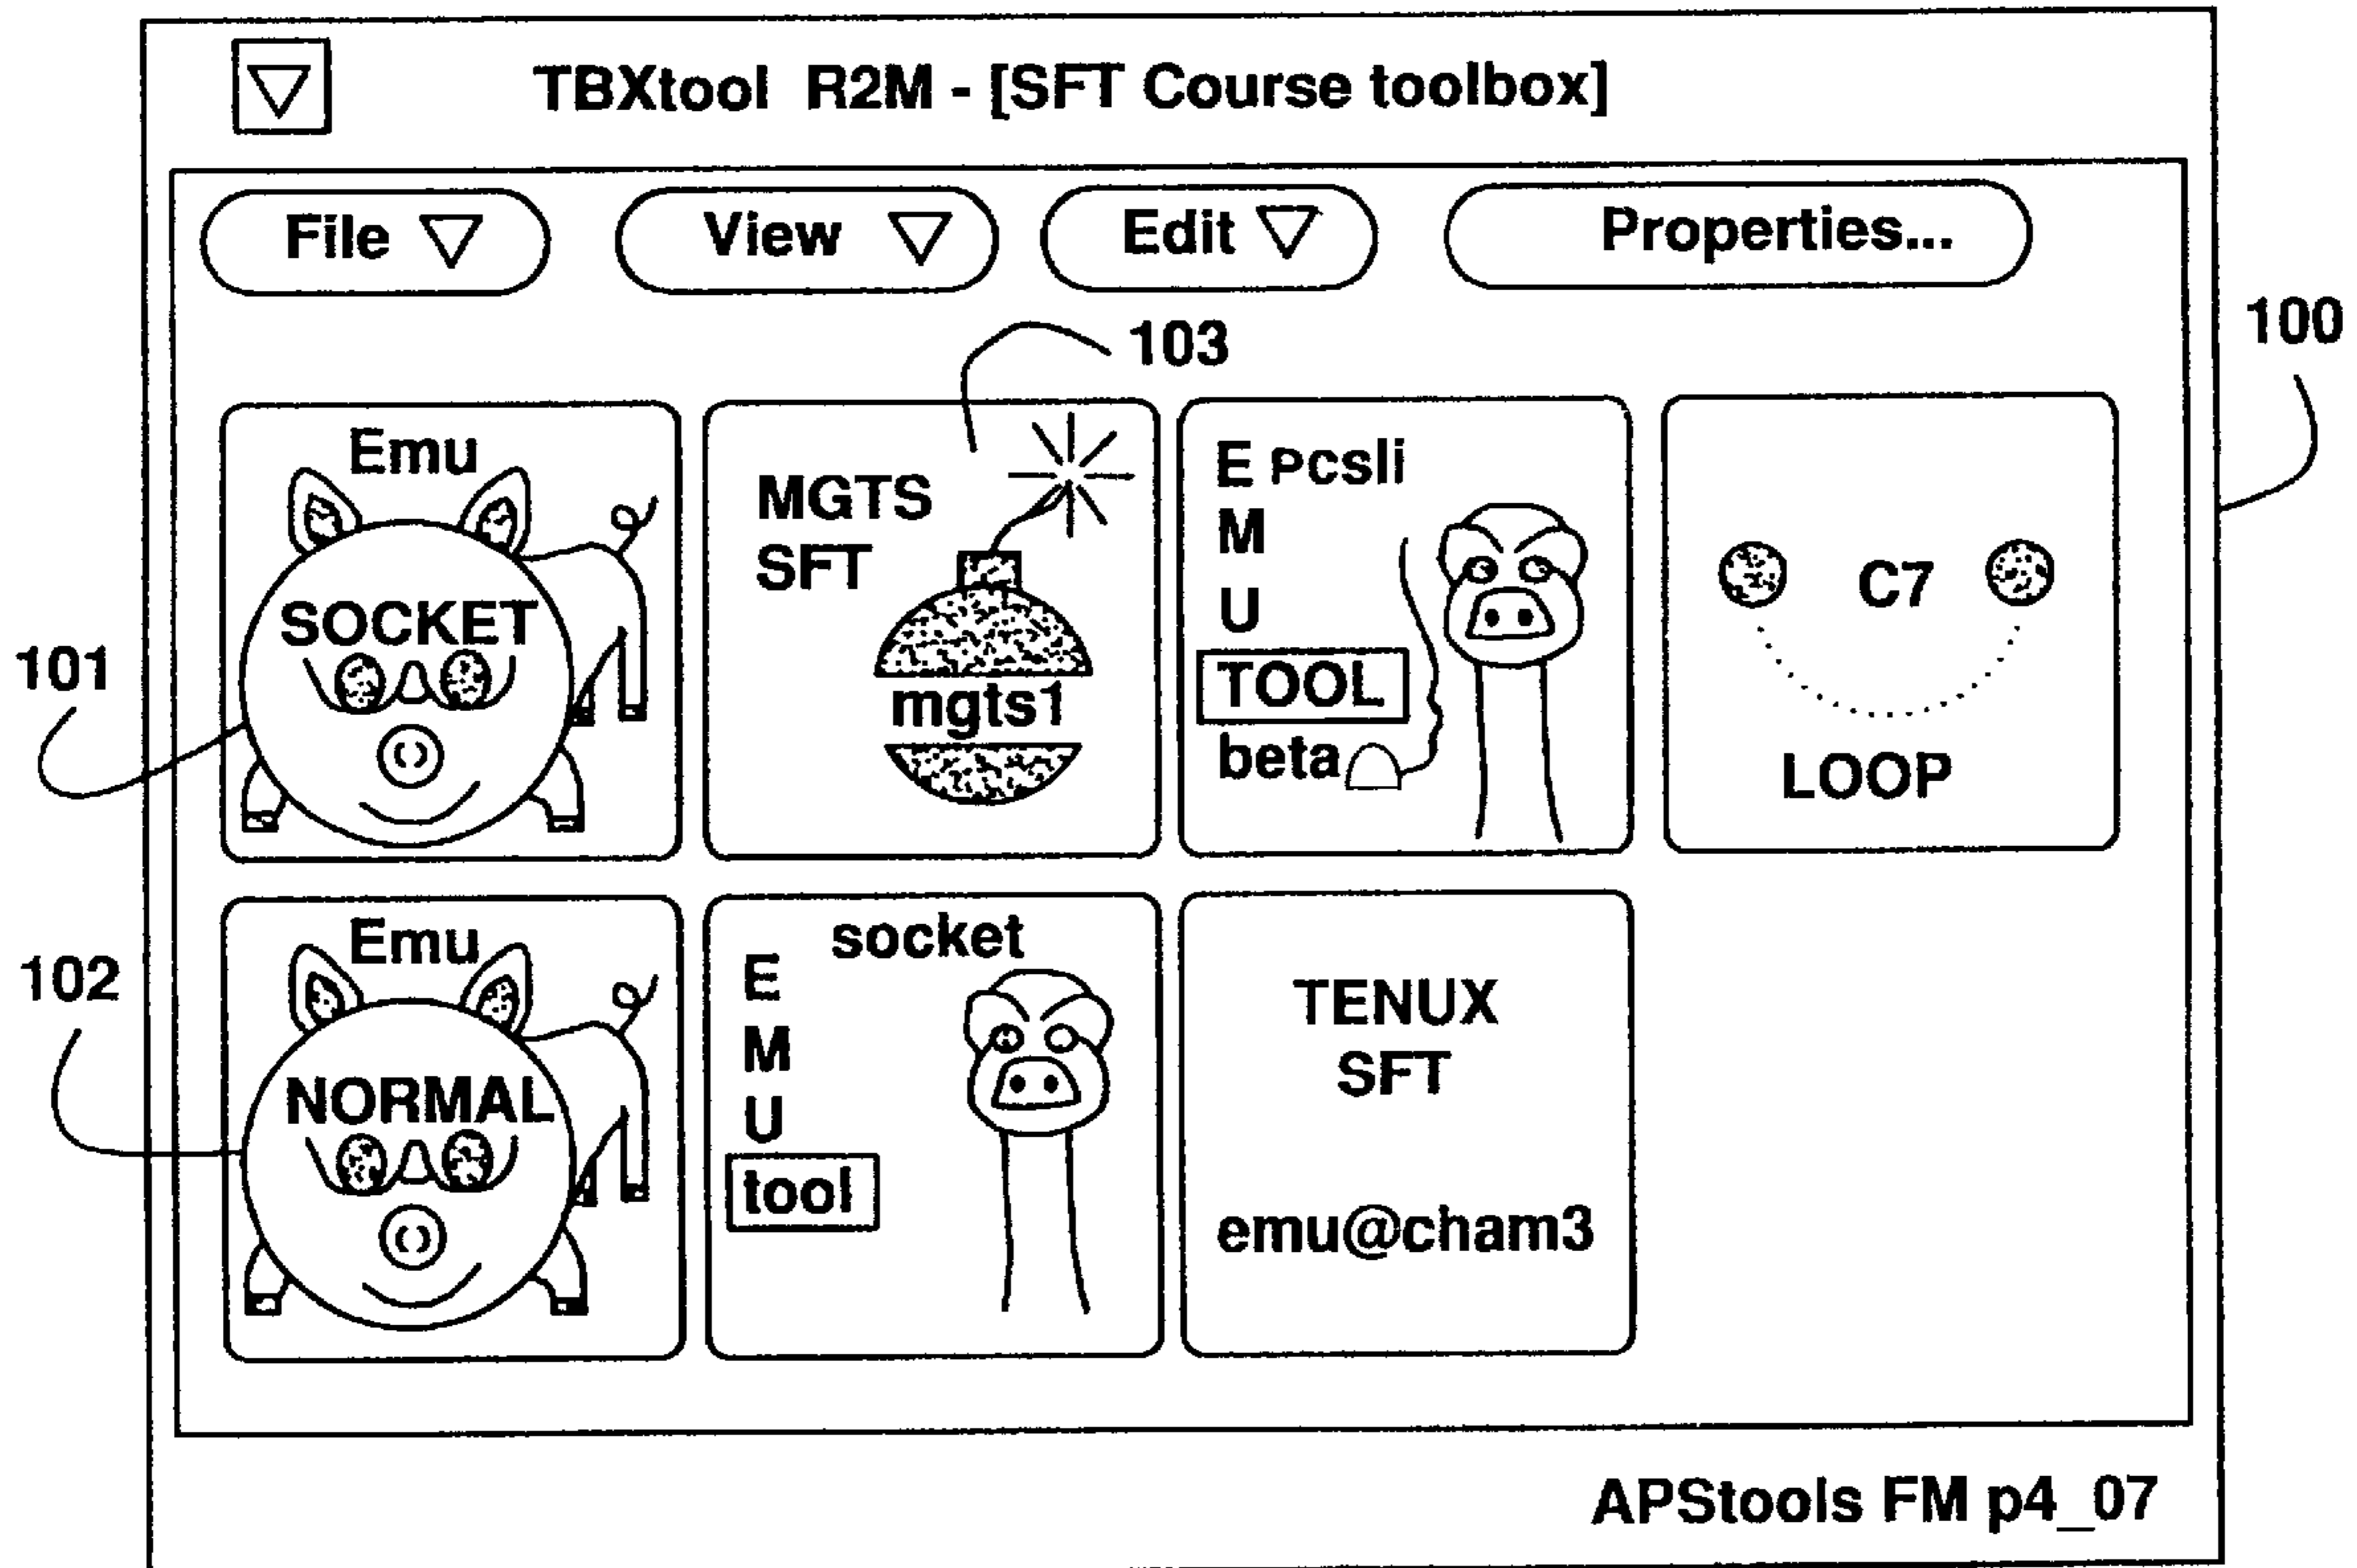 TBXtool R2M - [SFT Course toolbox]
File
View
Edit
Properties...
100
103
Emu
SOCKET
101
MGTS
SFT
mgts1
E pcsli
M
U
TOOL
beta
C7
LOOP
Emu
NORMAL
102
socket
E
M
U
tool
TENUX
SFT
emu@cham3
APStools FM p4_07